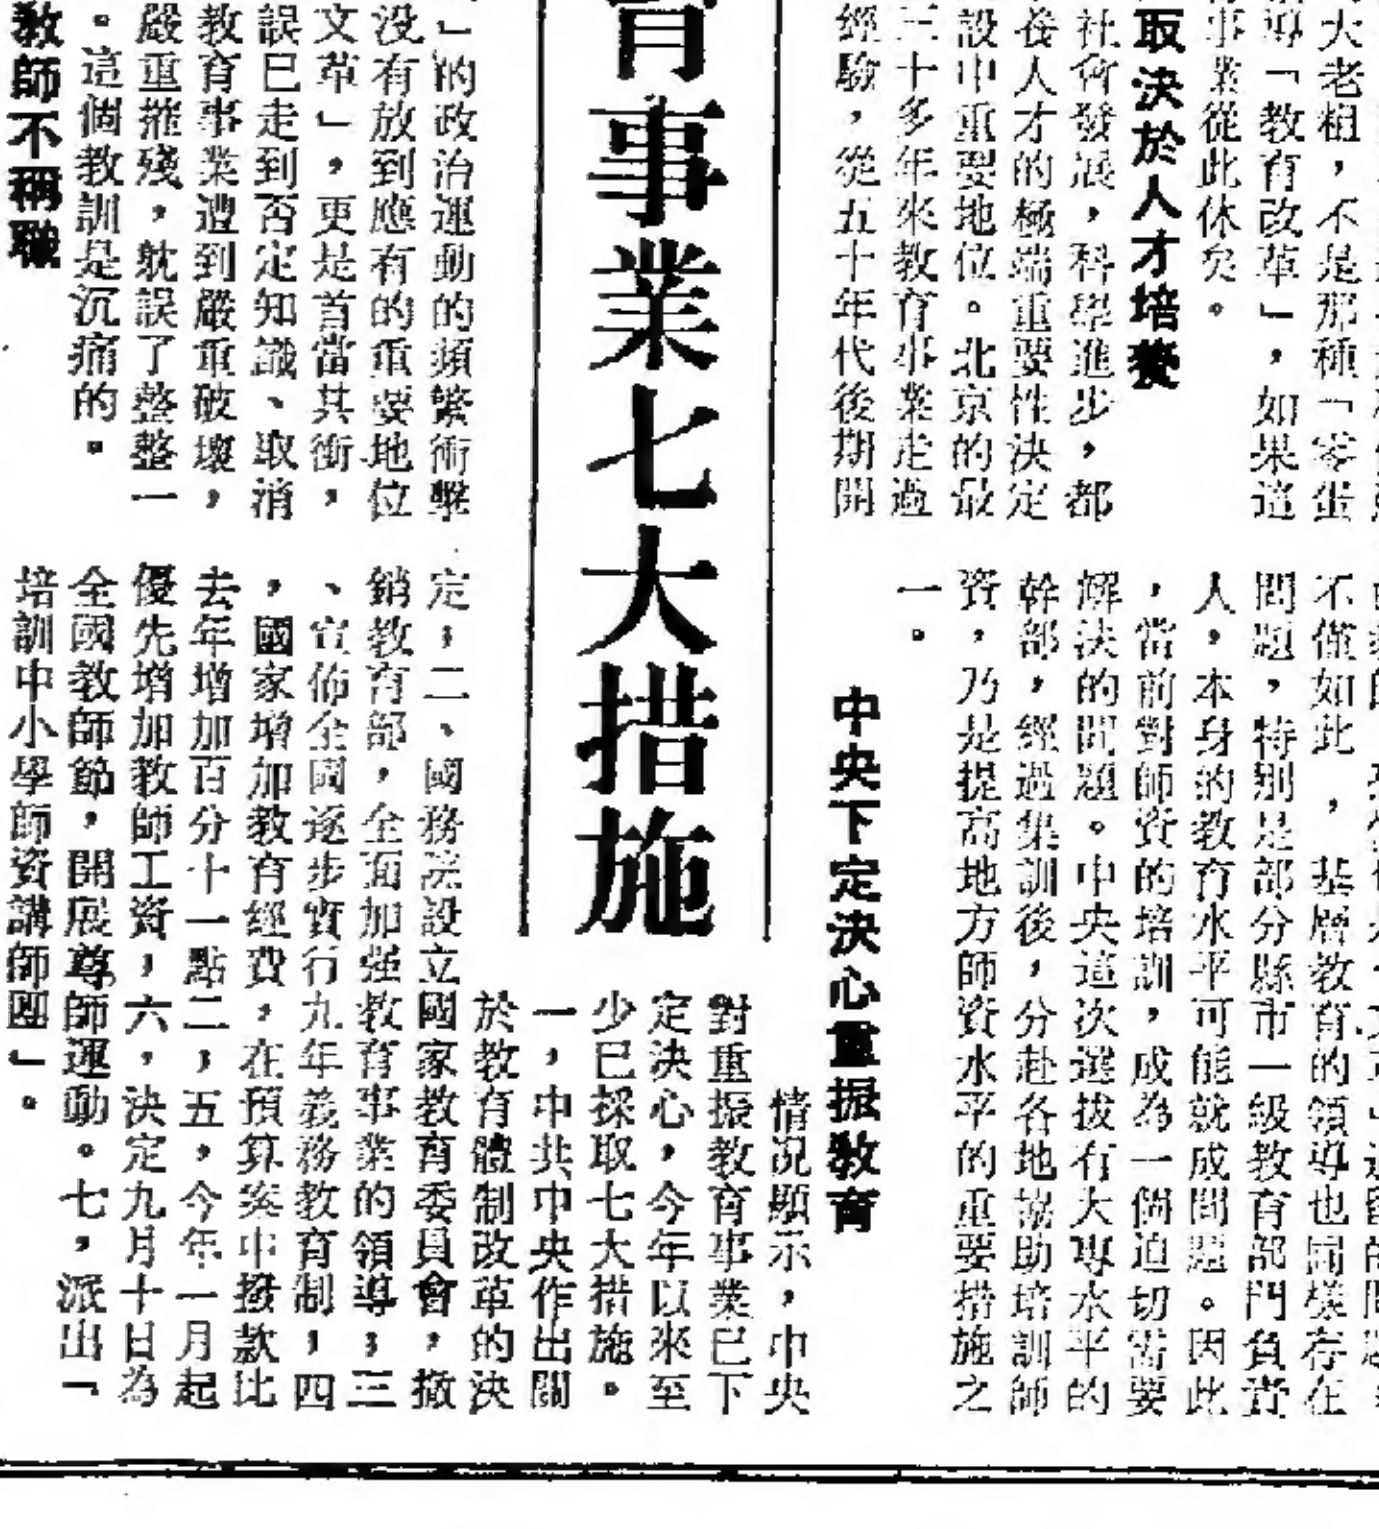 大老粗，不是那種「零蛋
導「教育改革」，如果這
事業從此休矣。
取決於人才培養
社會發展，科學進步，都
養人才的極端重要性決定
設中重要地位。北京的最
三十多年來教育事業走過
經驗，從五十年代後期開
育事業七大措施
」的政治運動的頻繁衝擊
没有放到應有的重要地位
文革」，更是首當其衝，
誤已走到否定知識、取消
教育事業遭到嚴重破壞，
嚴重摧殘，躭誤了整整一
。這個教訓是沉痛的。
教師不稱職
不僅如此，基層教育的領導也同樣存在
問題，特別是部分縣市一級教育部門負責
人，本身的教育水平可能就成問題。因此
，當前對師資的培訓，成為一個迫切需要
解決的問題。中央這次選拔有大專水平的
幹部，經過集訓後，分赴各地協助培訓師
資，乃是提高地方師資水平的重要措施之
一。
中央下定決心重振教育
情況顯示，中央
對重振教育事業已下
定決心，今年以來至
少已採取七大措施。
一，中共中央作出關
於教育體制改革的決
定，二、國務院設立國家教育委員會，撤
銷教育部，全面加强教育事業的領導；三
、宣佈全國逐步實行九年義務教育制，四
，國家增加教育經費，在預算案中撥款比
去年增加百分十一點二，五，今年一月起
優先增加教師工資，六，決定九月十日為
全國教師節，開展尊師運動。七，派出「
培訓中小學師資講師團」。